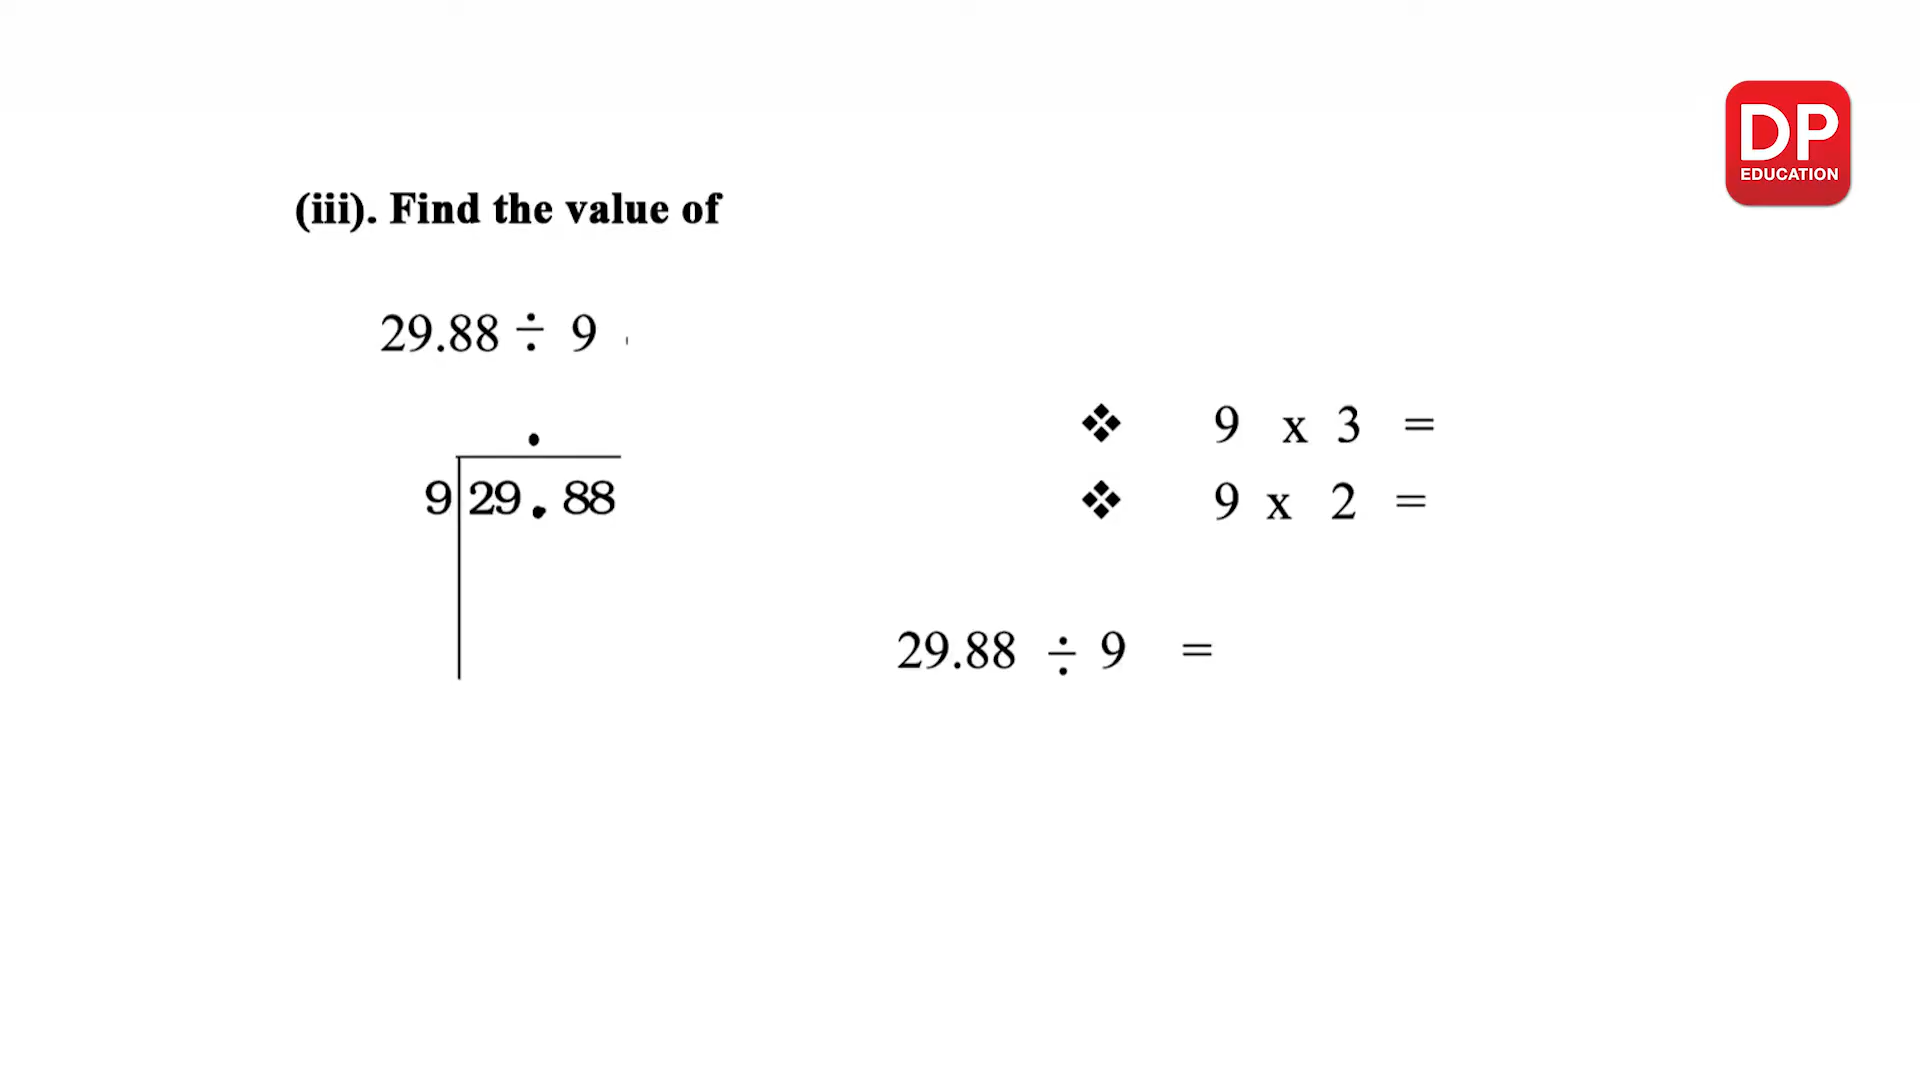 DP
EDUCATION
(iii). Find the value of
29.88 ÷ 9
.
9 29 . 88
❖ 9 x 3 =
❖ 9 x 2 =
29.88 ÷ 9 =